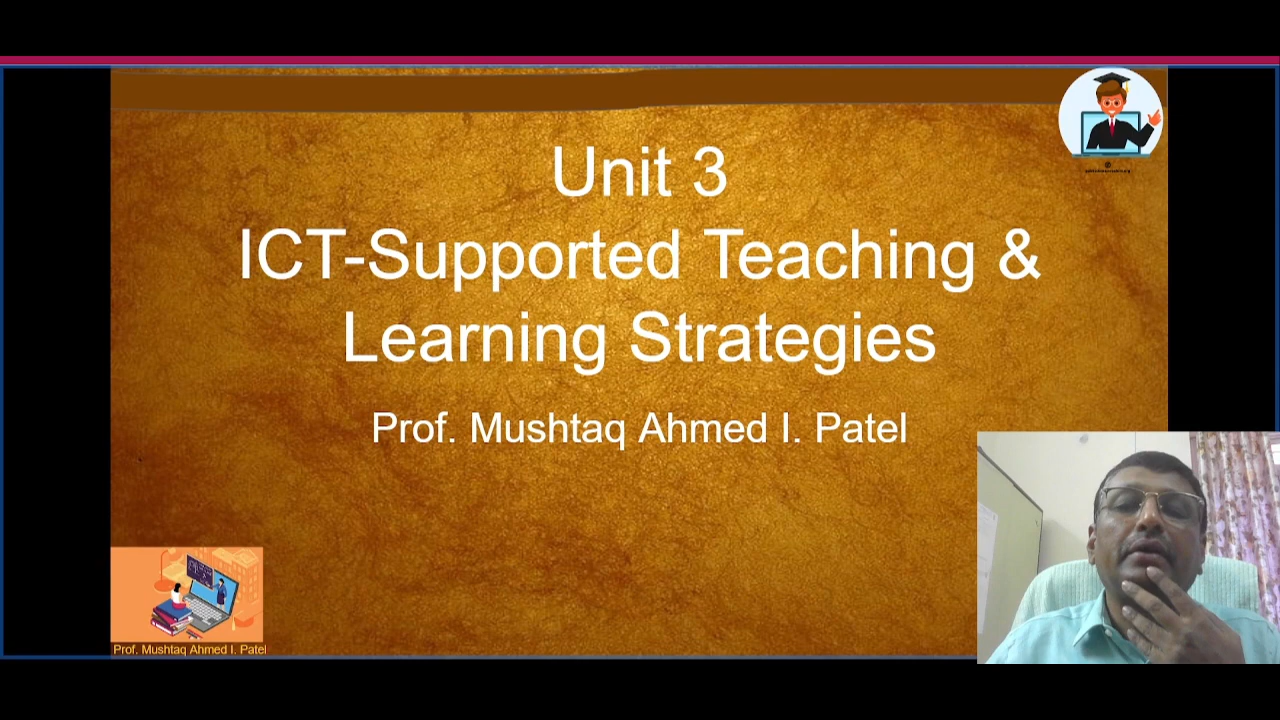 Unit 3
ICT-Supported Teaching &
Learning Strategies
Prof. Mushtaq Ahmed I. Patel
Prof. Mushtaq Ahmed I. Patel